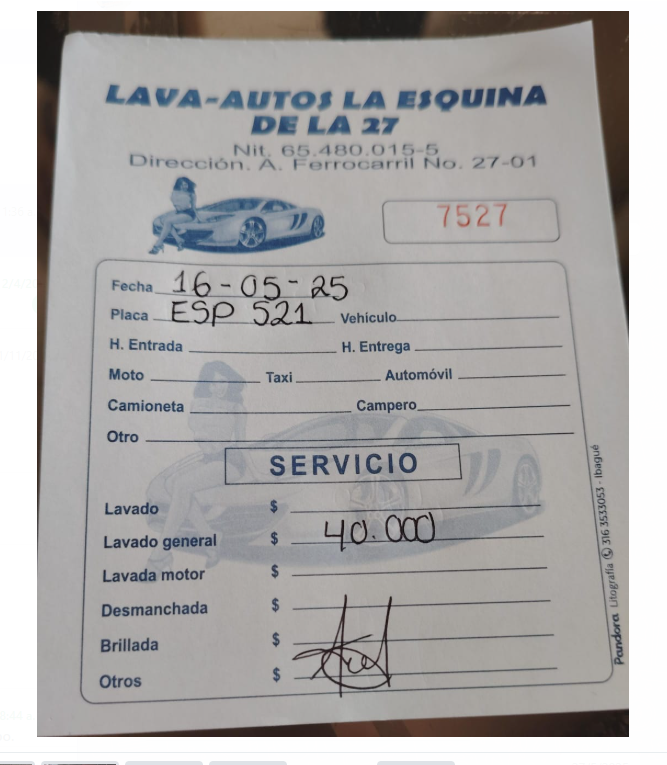 LAVA-AUTOS LA ESQUINA
DE LA 27
Nit. 65.480.015-5
Dirección. A. Ferrocarril No. 27-01
7527
Fecha 16-05-25
Placa ESP 521 Vehiculo
H. Entrada H. Entrega
Moto Taxi Automóvil
Camioneta Campero
Otro
SERVICIO
Lavado $
Lavado general $ 40.000
Lavada motor $
Desmanchada $
Brillada $
Otros $
Pandora Litografía 316 3533053 - Ibagué